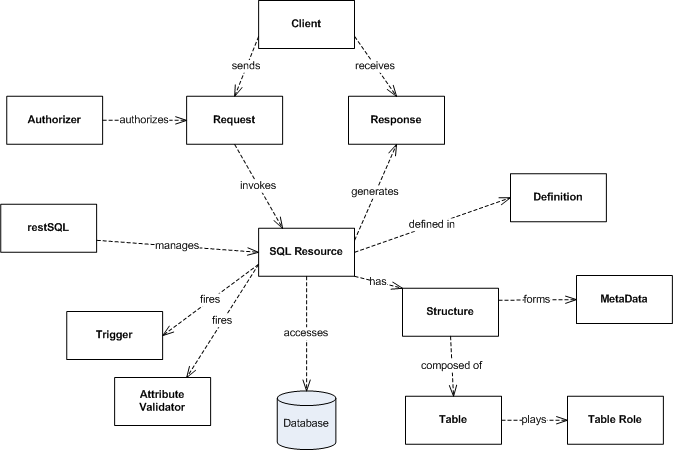 Client
sends
receives
Authorizer
authorizes
Request
Response
invokes
generates
Definition
restSQL
manages
SQL Resource
defined in
has
Structure
forms
MetaData
fires
fires
Trigger
accesses
composed of
Attribute
Validator
Database
Table
plays
Table Role